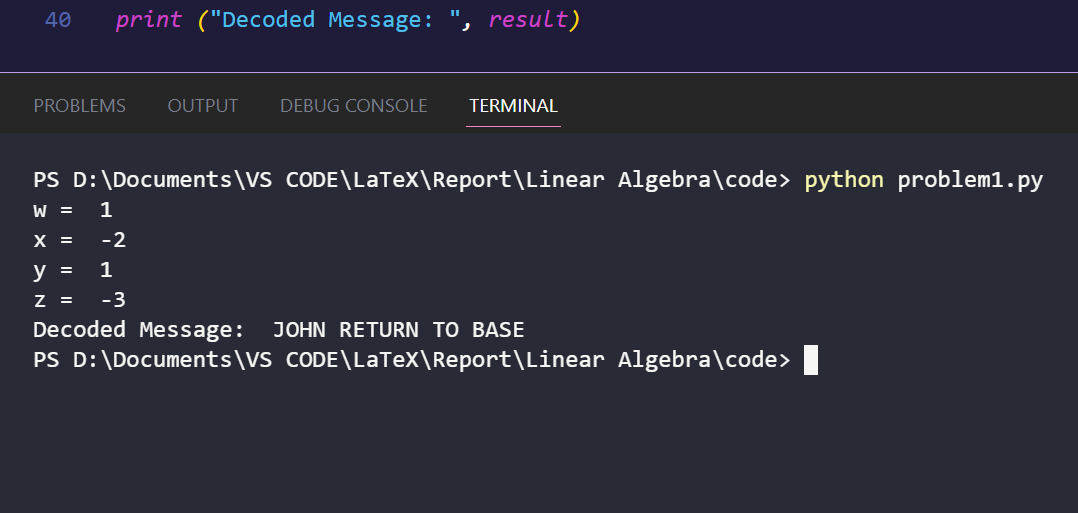 40 print ("Decoded Message: ", result)
PROBLEMS OUTPUT DEBUG CONSOLE TERMINAL
PS D:\Documents\VS CODE\LaTeX\Report\Linear Algebra\code> python problem1.py
w =  1
x =  -2
y =  1
z =  -3
Decoded Message:  JOHN RETURN TO BASE
PS D:\Documents\VS CODE\LaTeX\Report\Linear Algebra\code>